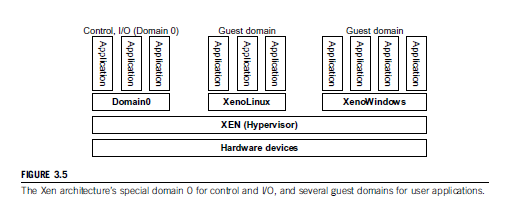 Control, I/O (Domain 0) Guest domain Guest domain
Application Application Application Application Application Application Application Application Application Application
Domain0 XenoLinux XenoWindows
XEN (Hypervisor)
Hardware devices
FIGURE 3.5
The Xen architecture's special domain 0 for control and I/O, and several guest domains for user applications.